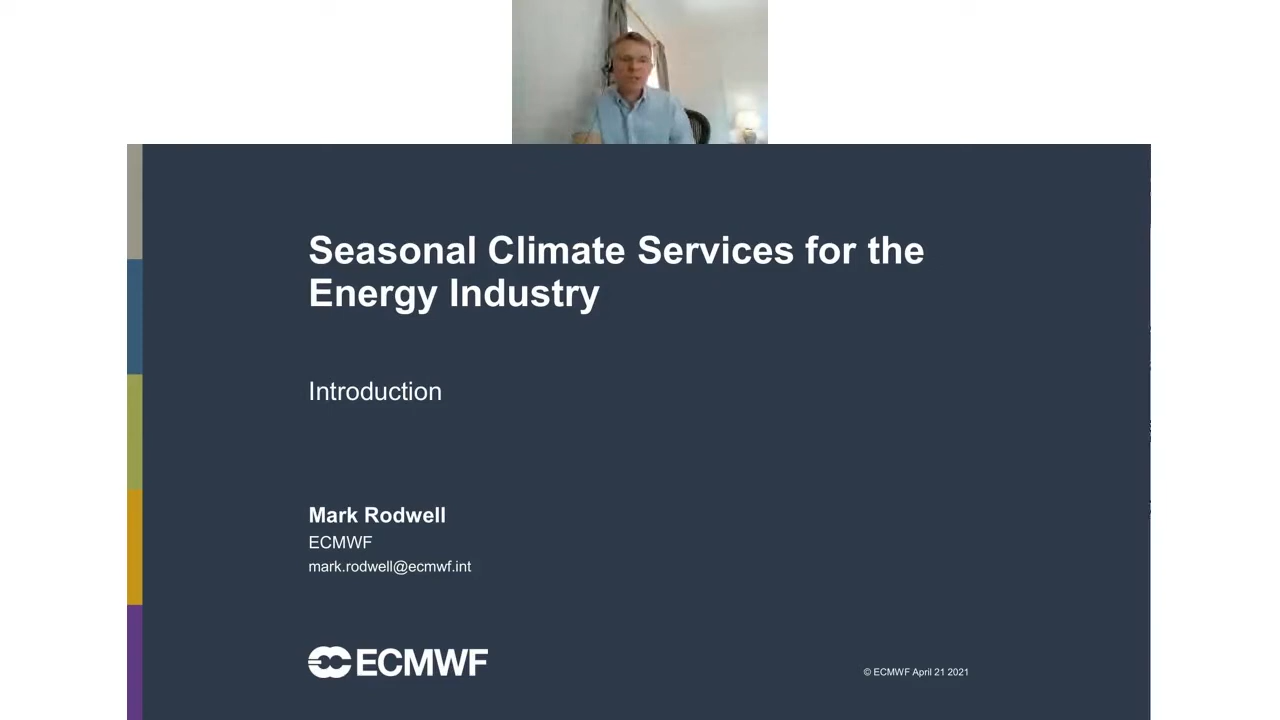 Seasonal Climate Services for the
Energy Industry
Introduction
Mark Rodwell
ECMWF
mark.rodwell@ecmwf.int
ECMWF
© ECMWF April 21 2021